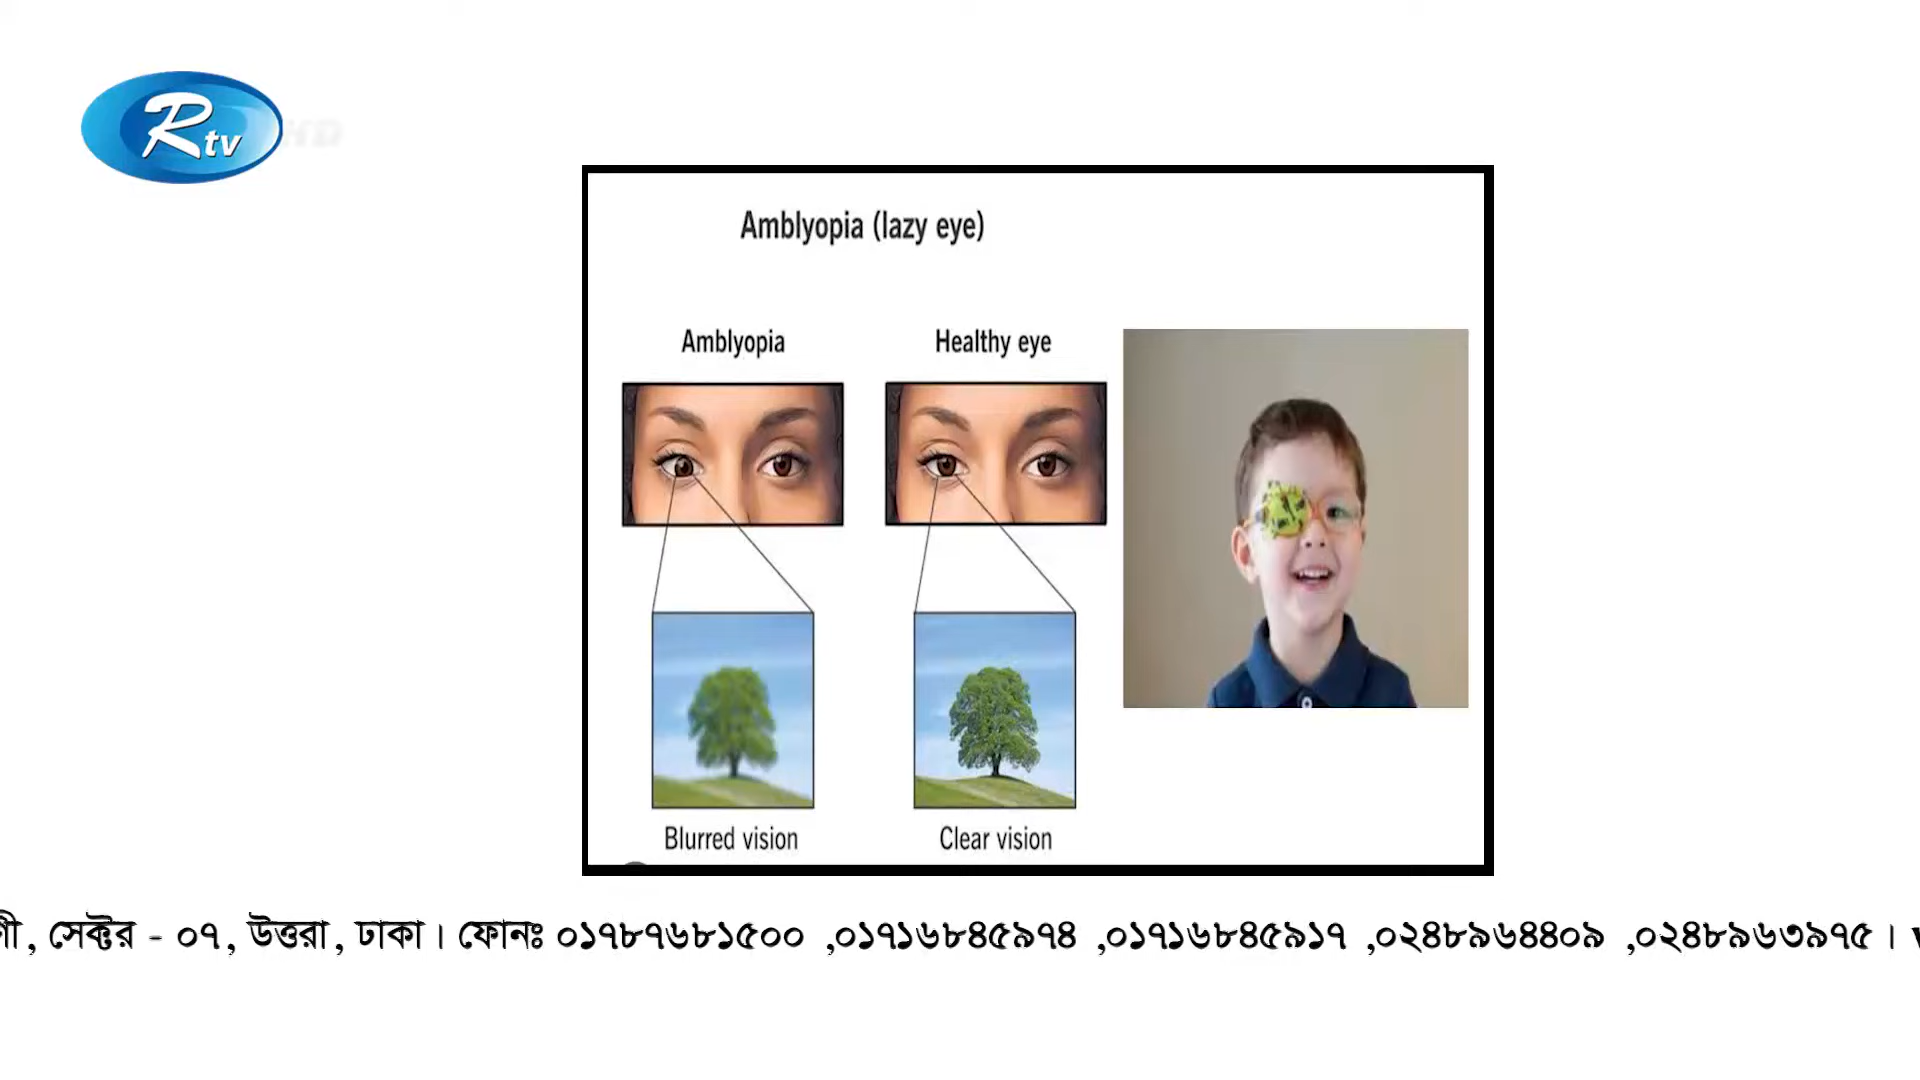 Rtv HD
Amblyopia (lazy eye)
Amblyopia Healthy eye
Blurred vision Clear vision
সেক্টর - ০৭, উত্তরা, ঢাকা। ফোনঃ ০১৭৮৭৬৮১৫০০ ,০১৭১৬৮৪৫৯৭৪ ,০১৭১৬৮৪৫৯১৭ ,০২৪৮৯৬৪৪০৯ ,০২৪৮৯৬৩৯৭৫।